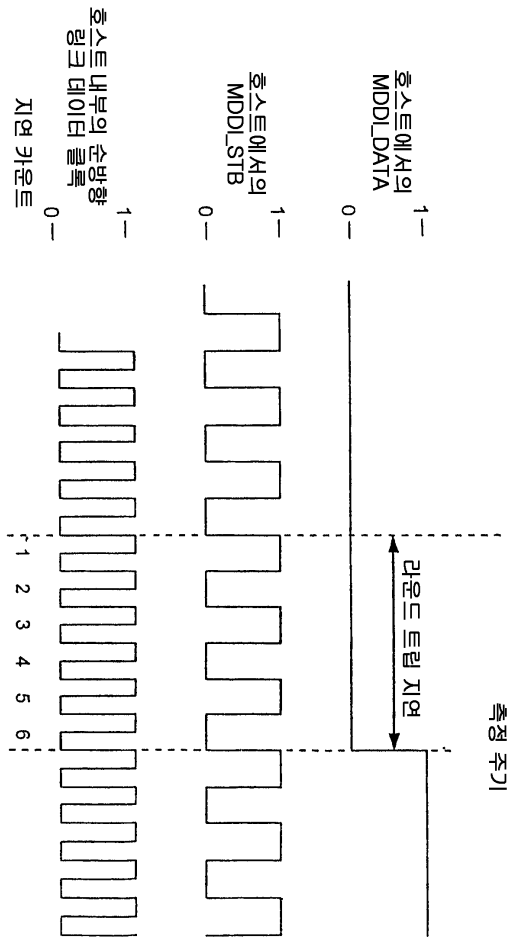 측정 주기
호스트에서의
MDDI_DATA
1
0
라운드 트립 지연
호스트에서의
MDDI_STB
1
0
호스트 내부의 순방향
링크 데이터 클록
1
0
지연 카운트
1 2 3 4 5 6